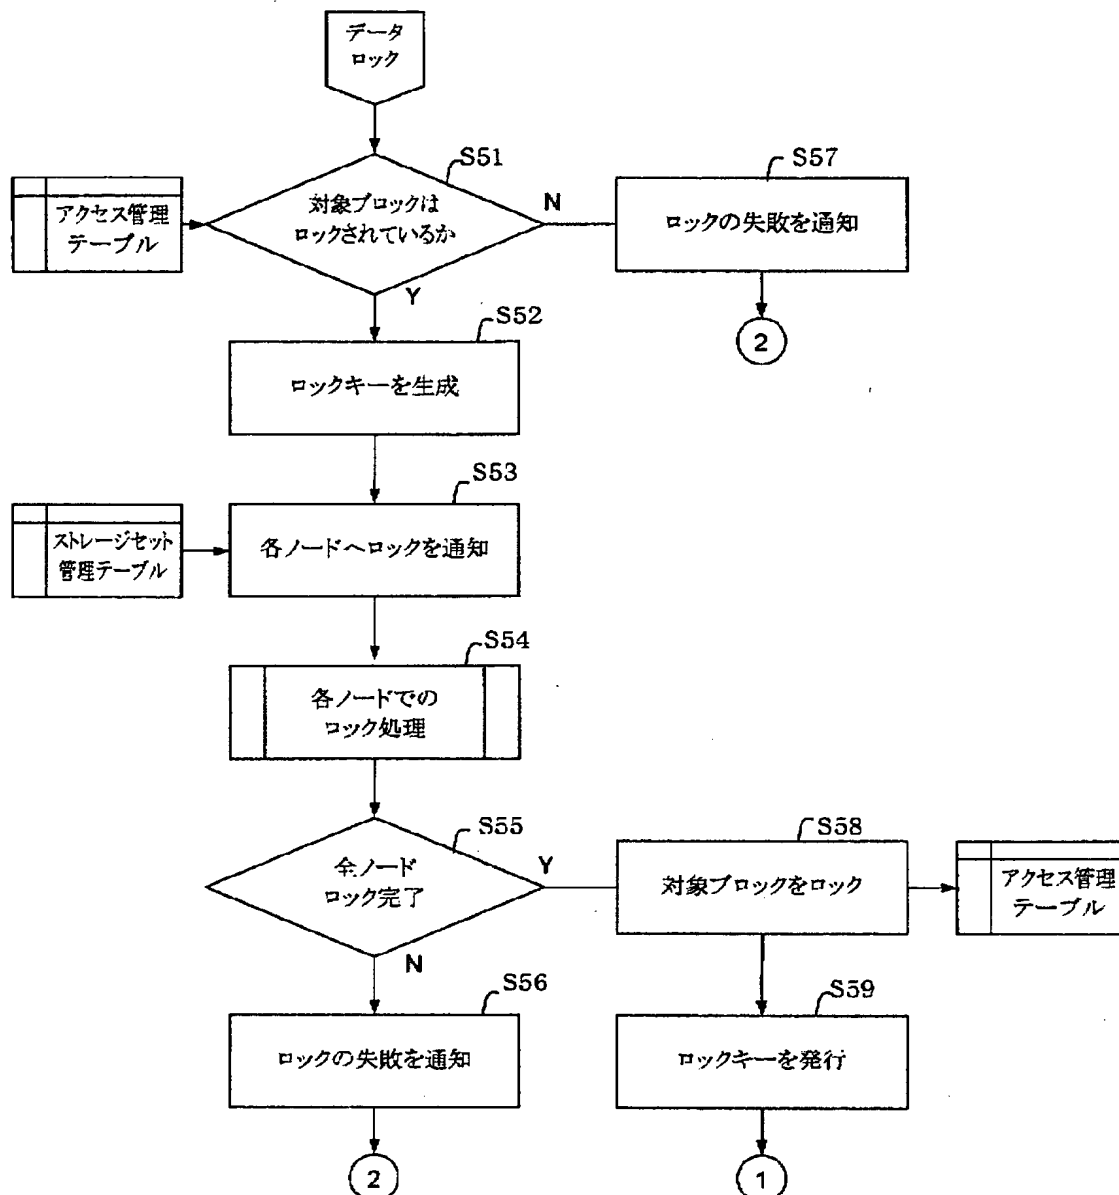 データ
ロック
S51
対象ブロックは
ロックされているか
アクセス管理
テーブル
N
S57
ロックの失敗を通知
2
Y
S52
ロックキーを生成
S53
各ノードへロックを通知
ストレージセット
管理テーブル
S54
各ノードでの
ロック処理
S55
全ノード
ロック完了
Y
S58
対象ブロックをロック
アクセス管理
テーブル
N
S56
ロックの失敗を通知
2
S59
ロックキーを発行
1